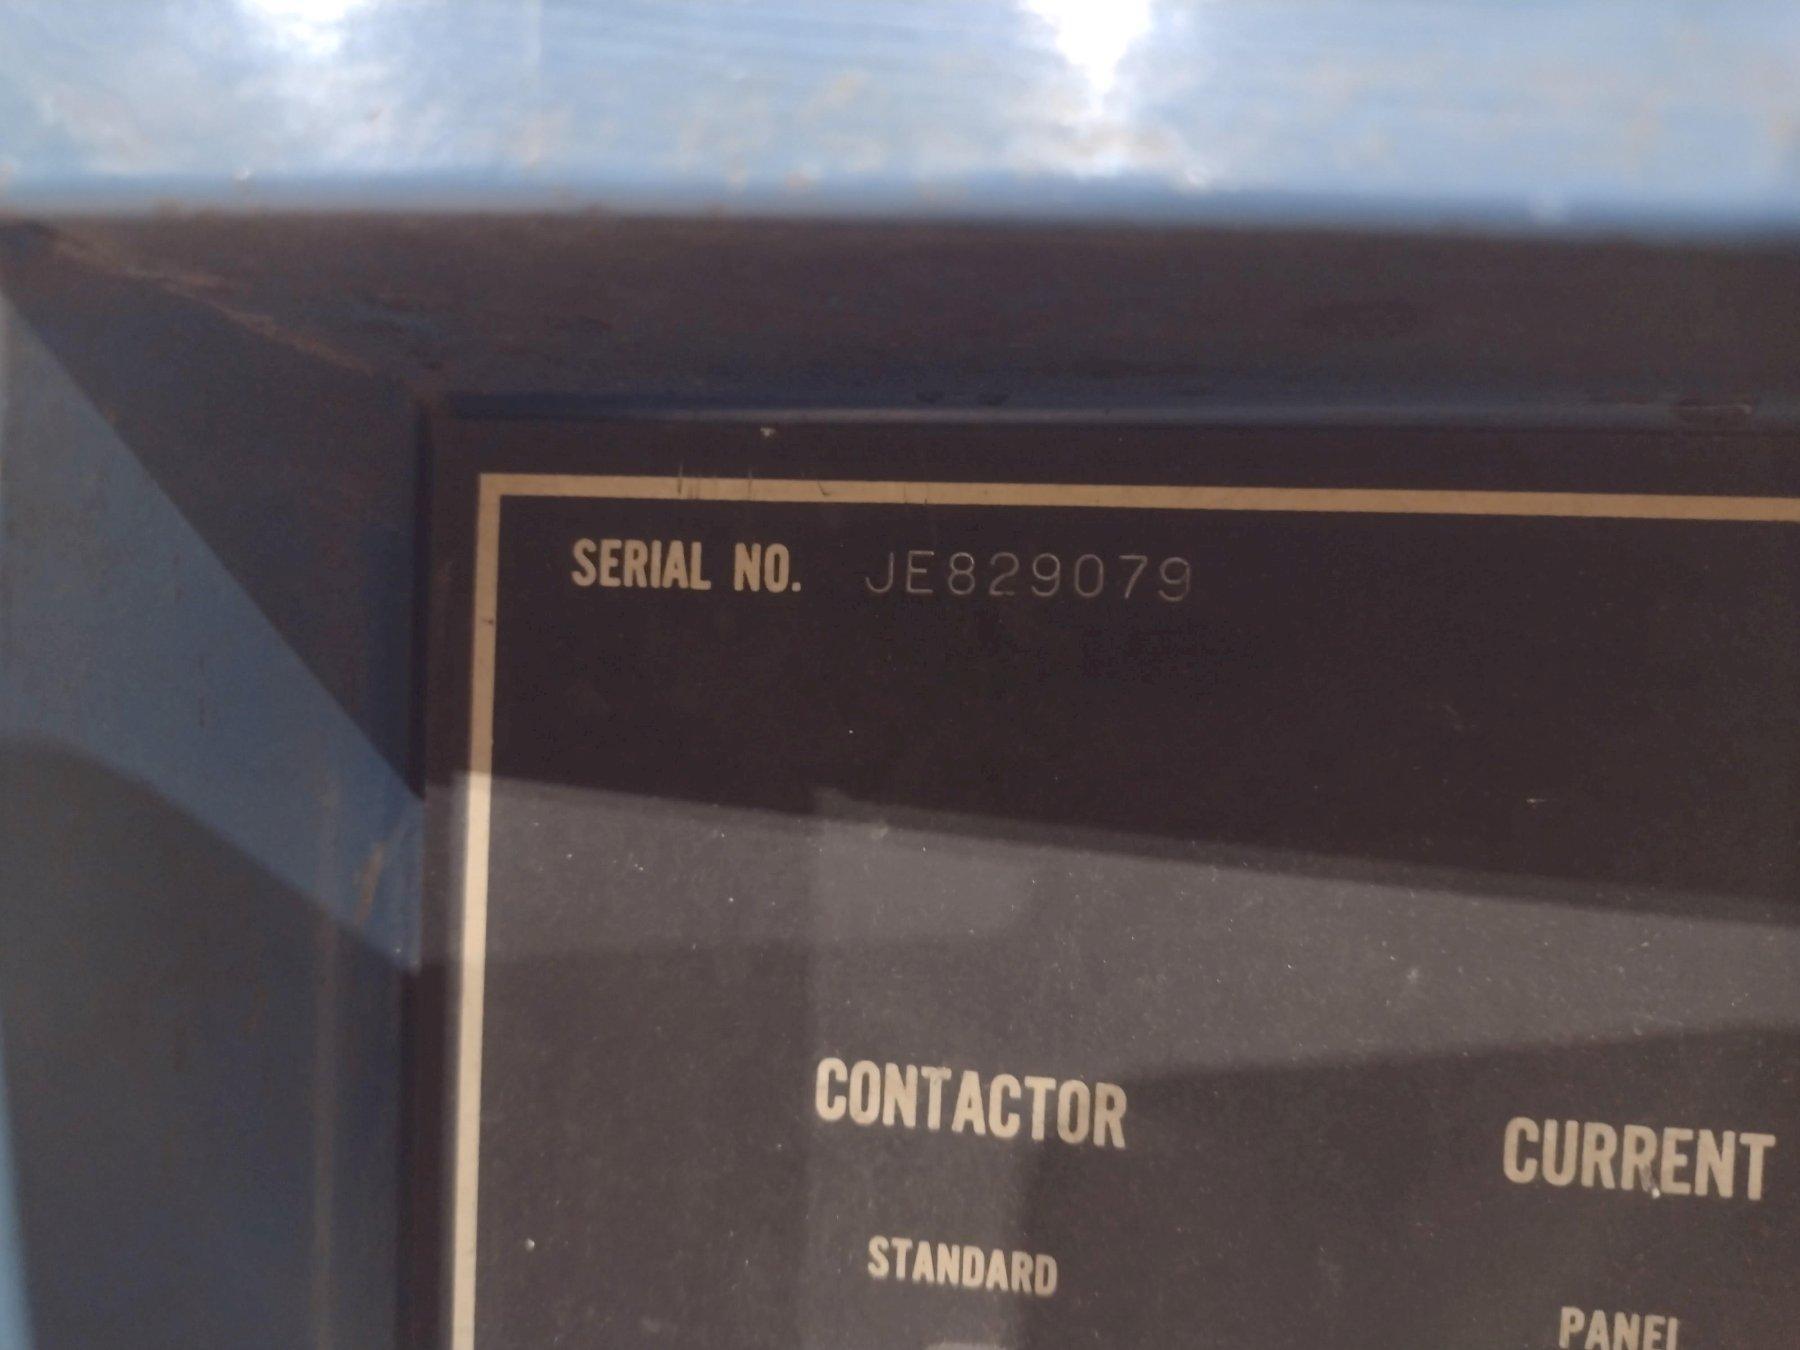 SERIAL NO. JE829079
CONTACTOR
CURRENT
STANDARD
PANEL